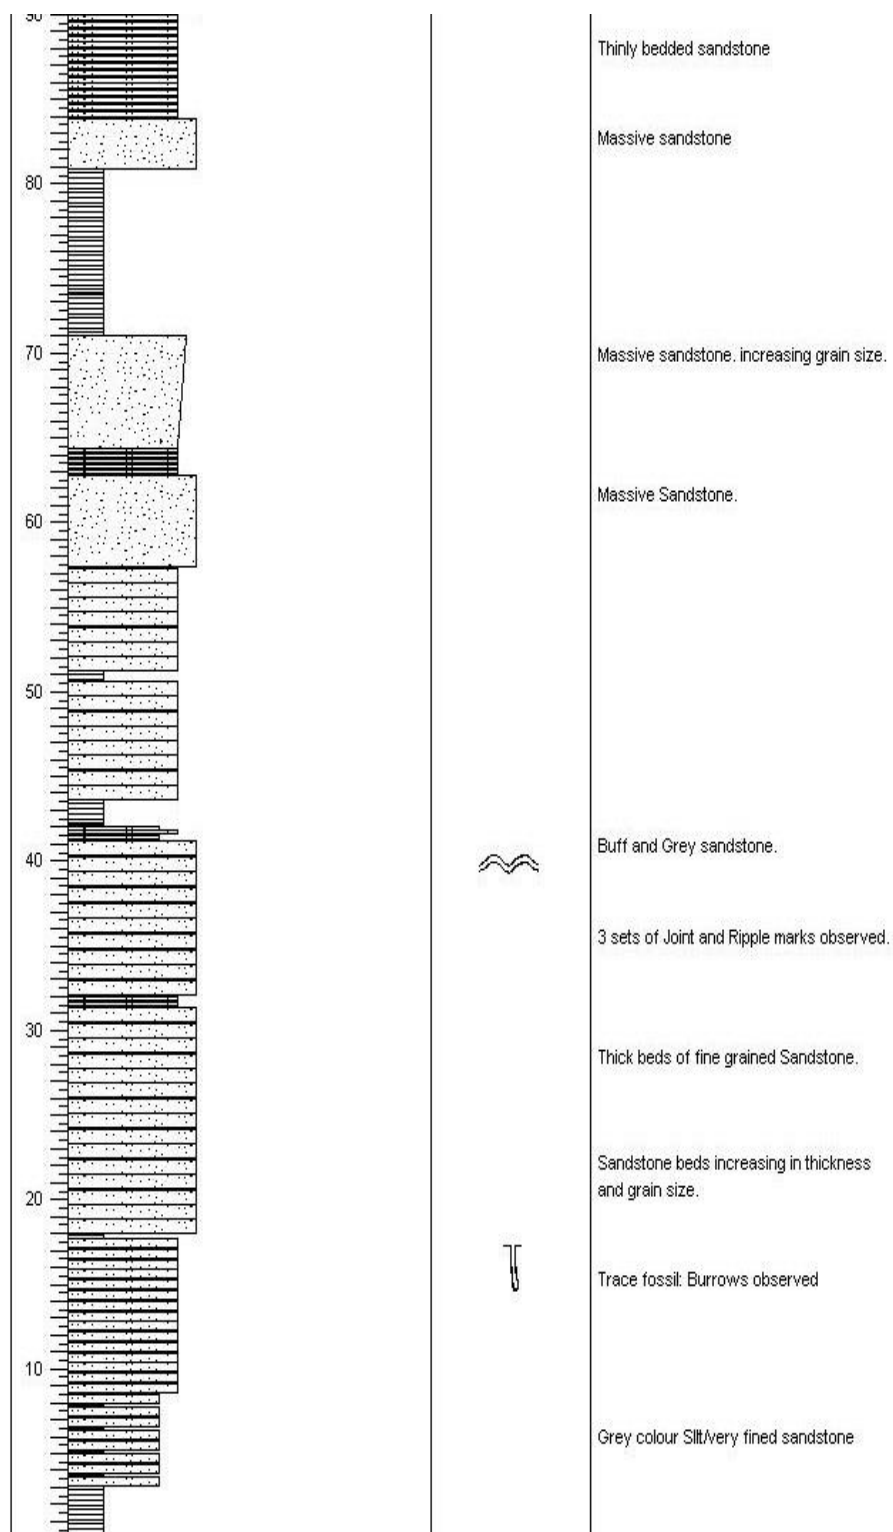 90
Thinly bedded sandstone
Massive sandstone
80
70
Massive sandstone. increasing grain size.
Massive Sandstone.
60
50
Buff and Grey sandstone.
40
3 sets of Joint and Ripple marks observed.
30
Thick beds of fine grained Sandstone.
Sandstone beds increasing in thickness
and grain size.
20
Trace fossil: Burrows observed
10
Grey colour SIlt/very fined sandstone